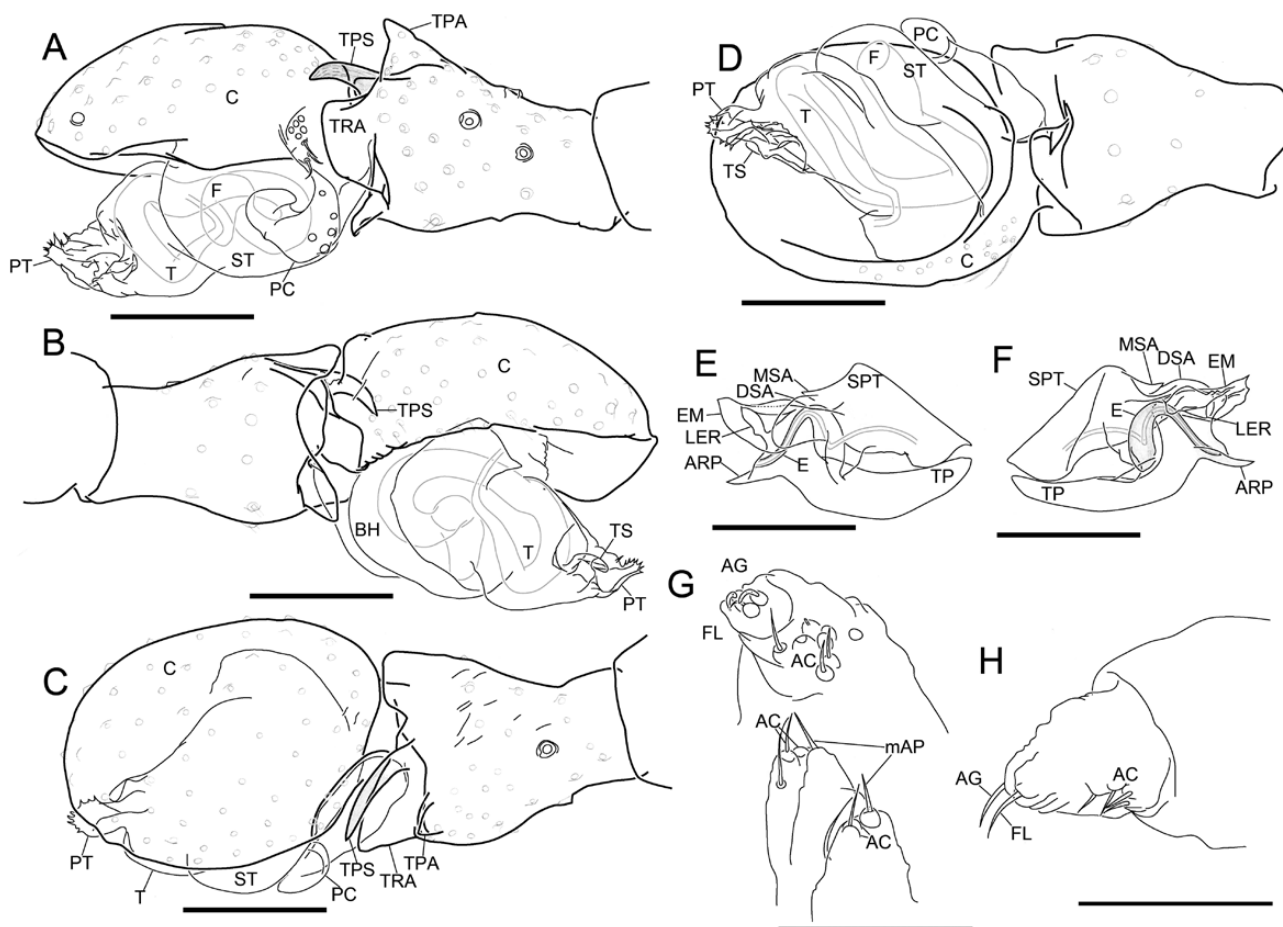 A
TPA
TPS
C
TRA
F
PT
T
ST
PC
D
PC
F
ST
PT
T
TS
C
B
C
TPS
BH
T
TS
PT
E
MSA
DSA
SPT
EM
LER
ARP
E
TP
F
MSA
DSA
EM
SPT
E
LER
TP
ARP
C
C
PT
T
ST
PC
TPS
TRA
TPA
G
AG
FL
AC
AC
mAP
AC
H
AG
AC
FL